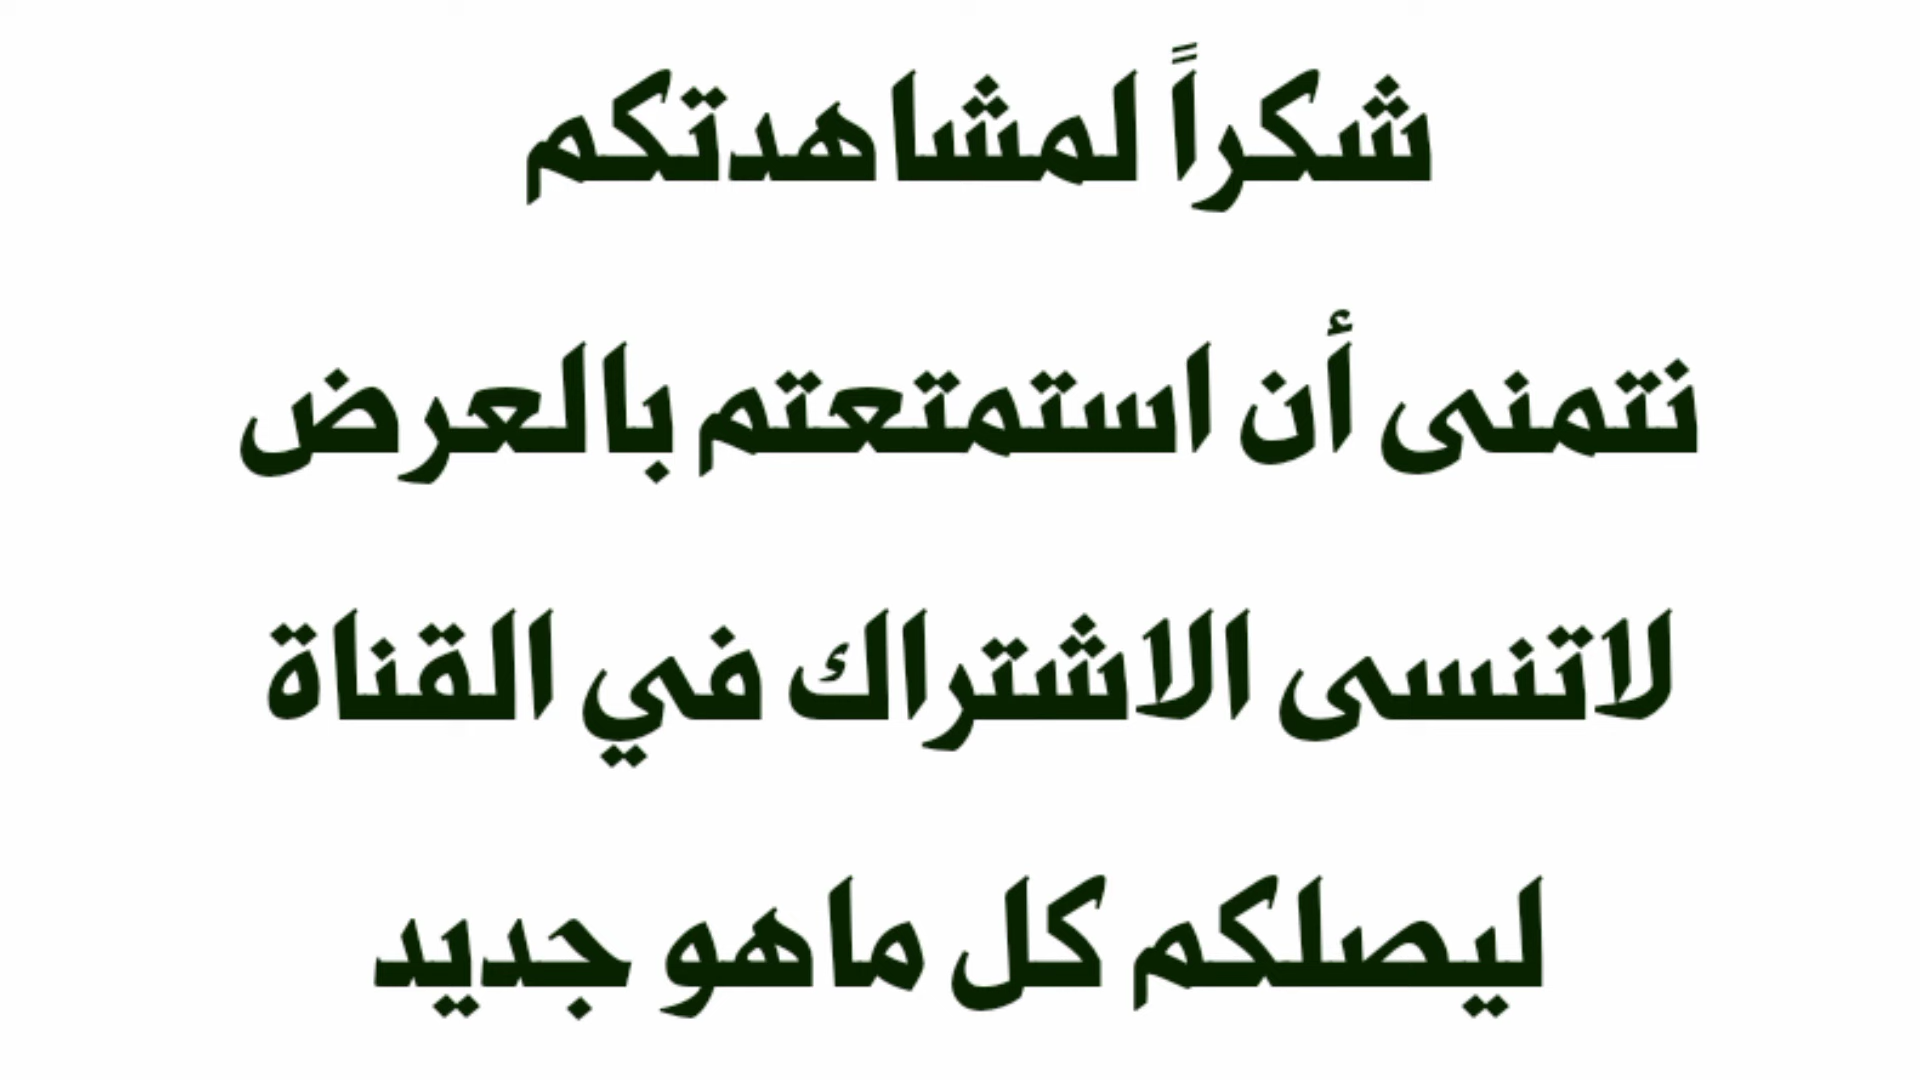 شكراً لمشاهدتكم
نتمنى أن استمتعتم بالعرض
لاتنسى الاشتراك في القناة
ليصلكم كل ماهو جديد